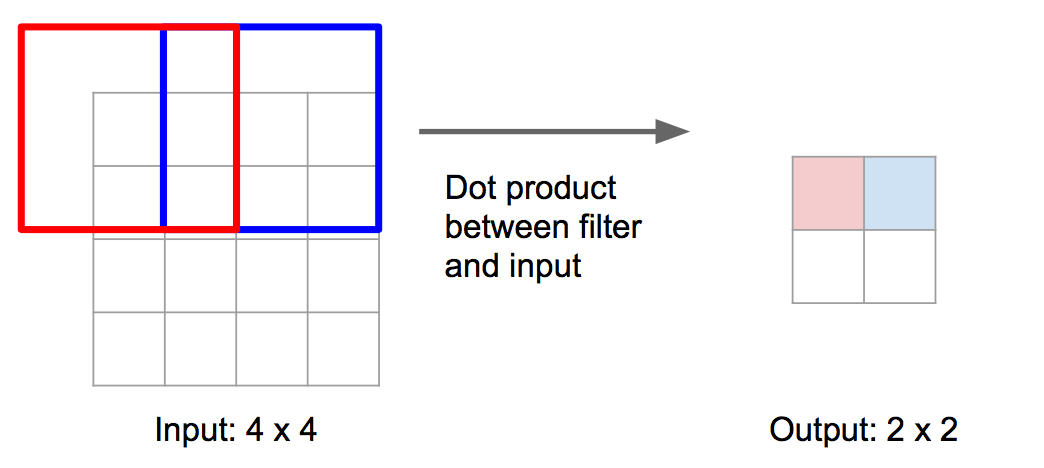 Dot product
between filter
and input
Input: 4 x 4
Output: 2 x 2